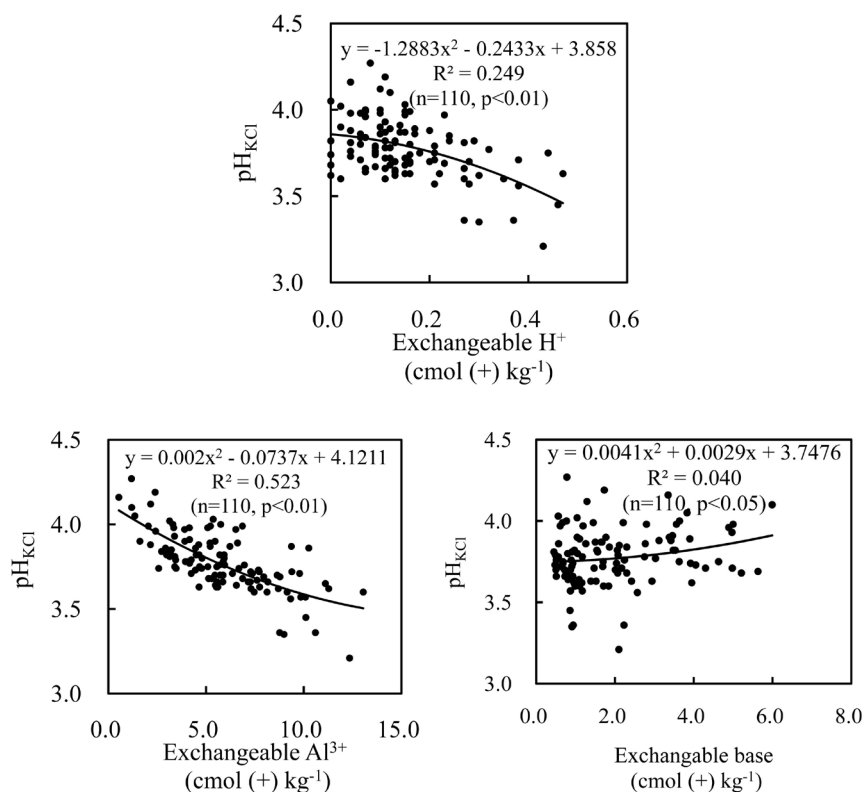 4.5
y = -1.2883x² - 0.2433x + 3.858
R² = 0.249
(n=110, p<0.01)
4.0
pH_KCl
3.5
3.0
0.0 0.2 0.4 0.6
Exchangeable H⁺
(cmol (+) kg⁻¹)
4.5
y = 0.002x² - 0.0737x + 4.1211
R² = 0.523
(n=110, p<0.01)
4.0
pH_KCl
3.5
3.0
0.0 5.0 10.0 15.0
Exchangeable Al³⁺
(cmol (+) kg⁻¹)
4.5
y = 0.0041x² + 0.0029x + 3.7476
R² = 0.040
(n=110, p<0.05)
4.0
pH_KCl
3.5
3.0
0.0 2.0 4.0 6.0 8.0
Exchangable base
(cmol (+) kg⁻¹)